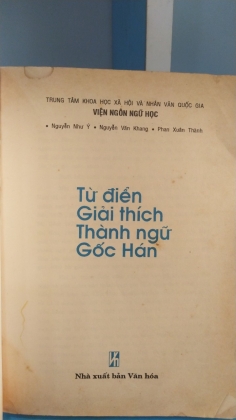 TRUNG TÂM KHOA HỌC XÃ HỘI VÀ NHÂN VĂN QUỐC GIA
VIỆN NGÔN NGỮ HỌC
• Nguyễn Như Ý • Nguyễn Văn Khang • Phan Xuân Thành
Từ điển
Giải thích
Thành ngữ
Gốc Hán
Nhà xuất bản Văn hóa